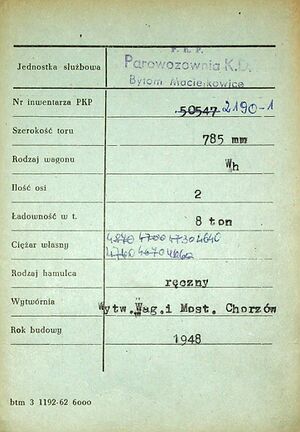 P. K. P.
Jednostka służbowa Parowozownia K.D.
Bytom Maciejkowice
Nr inwentarza PKP 50547 2190-1
Szerokość toru 785 mm
Rodzaj wagonu Wh
Ilość osi 2
Ładowność w t. 8 ton
Ciężar własny 4640
Rodzaj hamulca ręczny
Wytwórnia Wytw.Wag.i Most. Chorzów
Rok budowy 1948
btm 3 1192-62 6000